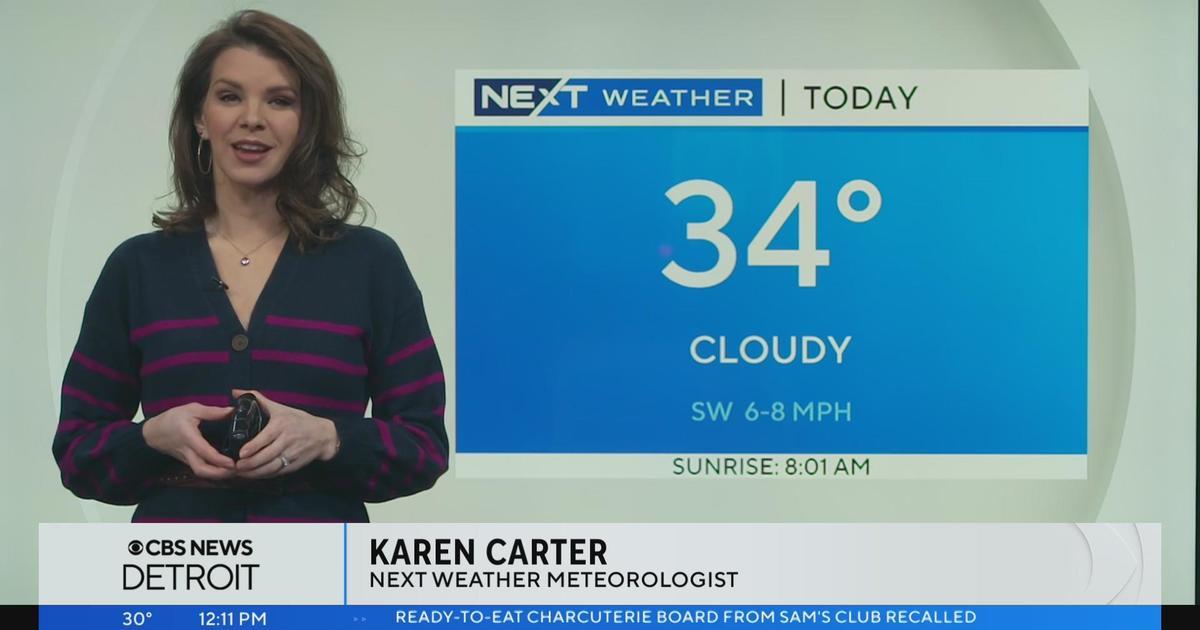 NEXT WEATHER | TODAY
34°
CLOUDY
SW 6-8 MPH
SUNRISE: 8:01 AM
CBS NEWS
DETROIT
KAREN CARTER
NEXT WEATHER METEOROLOGIST
30° 12:11 PM READY-TO-EAT CHARCUTERIE BOARD FROM SAM'S CLUB RECALLED